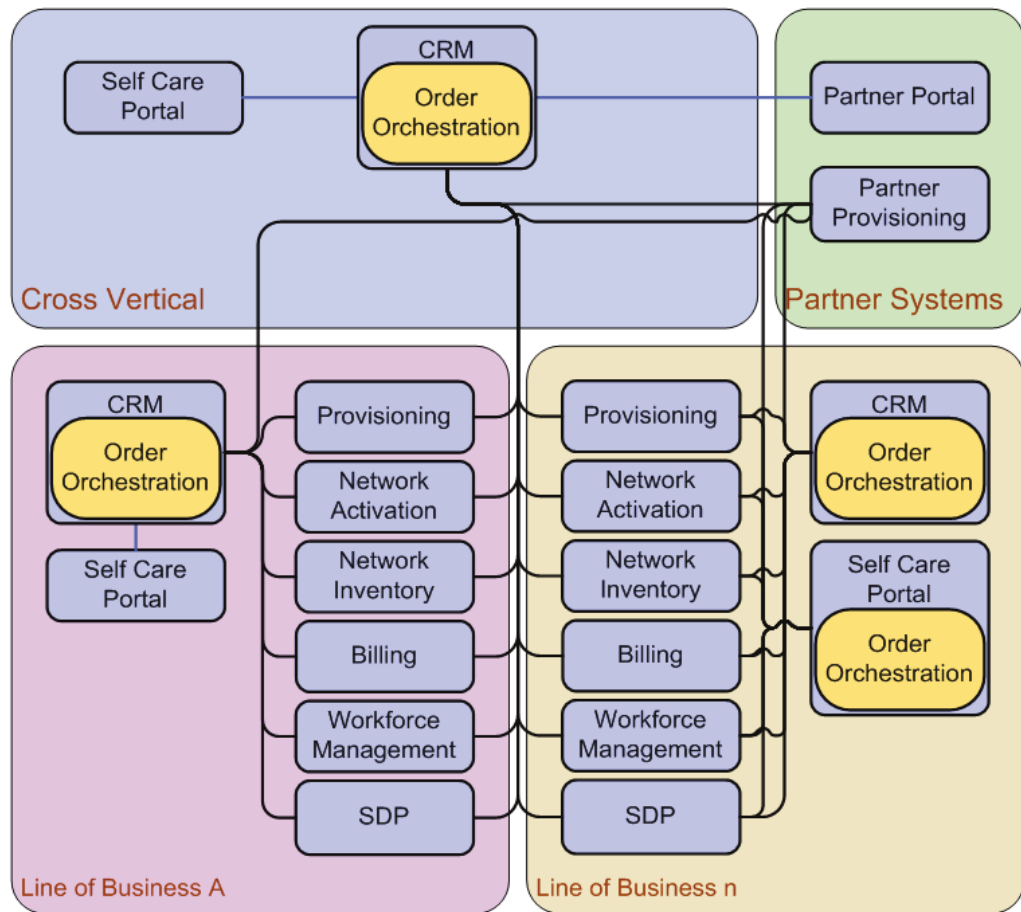 CRM
Self Care
Portal
Order
Orchestration
Partner Portal
Partner
Provisioning
Cross Vertical
Partner Systems
CRM
Order
Orchestration
Self Care
Portal
Provisioning
Network
Activation
Network
Inventory
Billing
Workforce
Management
SDP
Line of Business A
Provisioning
Network
Activation
Network
Inventory
Billing
Workforce
Management
SDP
CRM
Order
Orchestration
Self Care
Portal
Order
Orchestration
Line of Business n